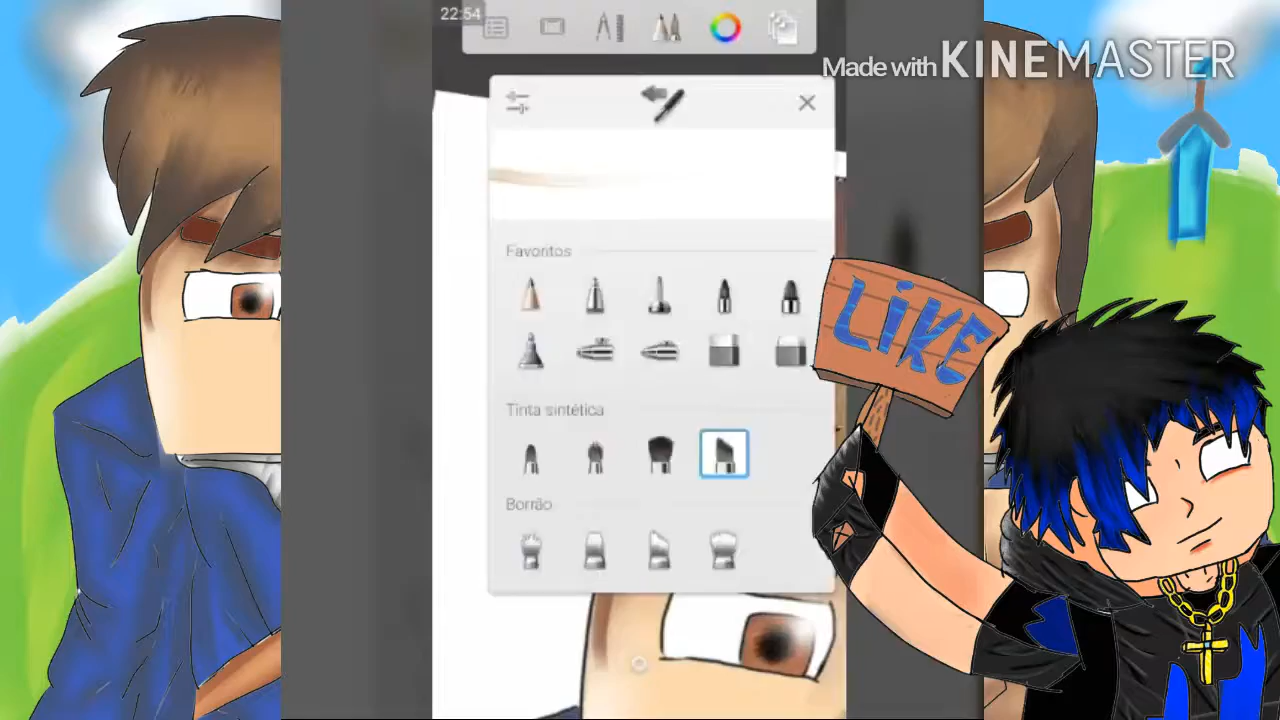 22:54
Made with KINEMASTER
Favoritos
LiKE
Tinta sintética
Borrão